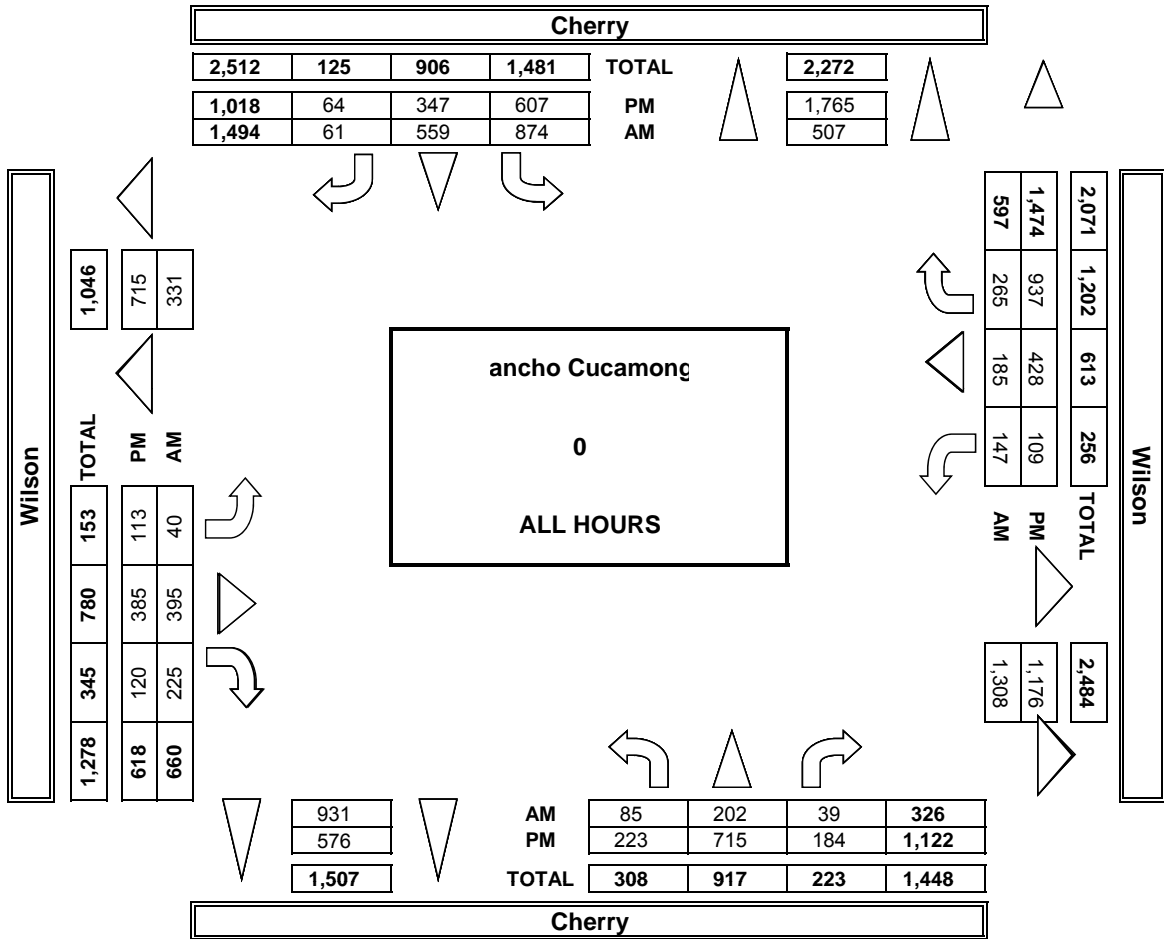 Cherry
2,512 125 906 1,481 TOTAL 2,272
1,018 64 347 607 PM 1,765
1,494 61 559 874 AM 507
Wilson
1,046 715 331
TOTAL PM AM
153 113 40
780 385 395
345 120 225
1,278 618 660
ancho Cucamong
0
ALL HOURS
597 1,474 2,071
265 937 1,202
185 428 613
147 109 256
AM PM TOTAL
1,308 1,176 2,484
Wilson
931 AM 85 202 39 326
576 PM 223 715 184 1,122
1,507 TOTAL 308 917 223 1,448
Cherry